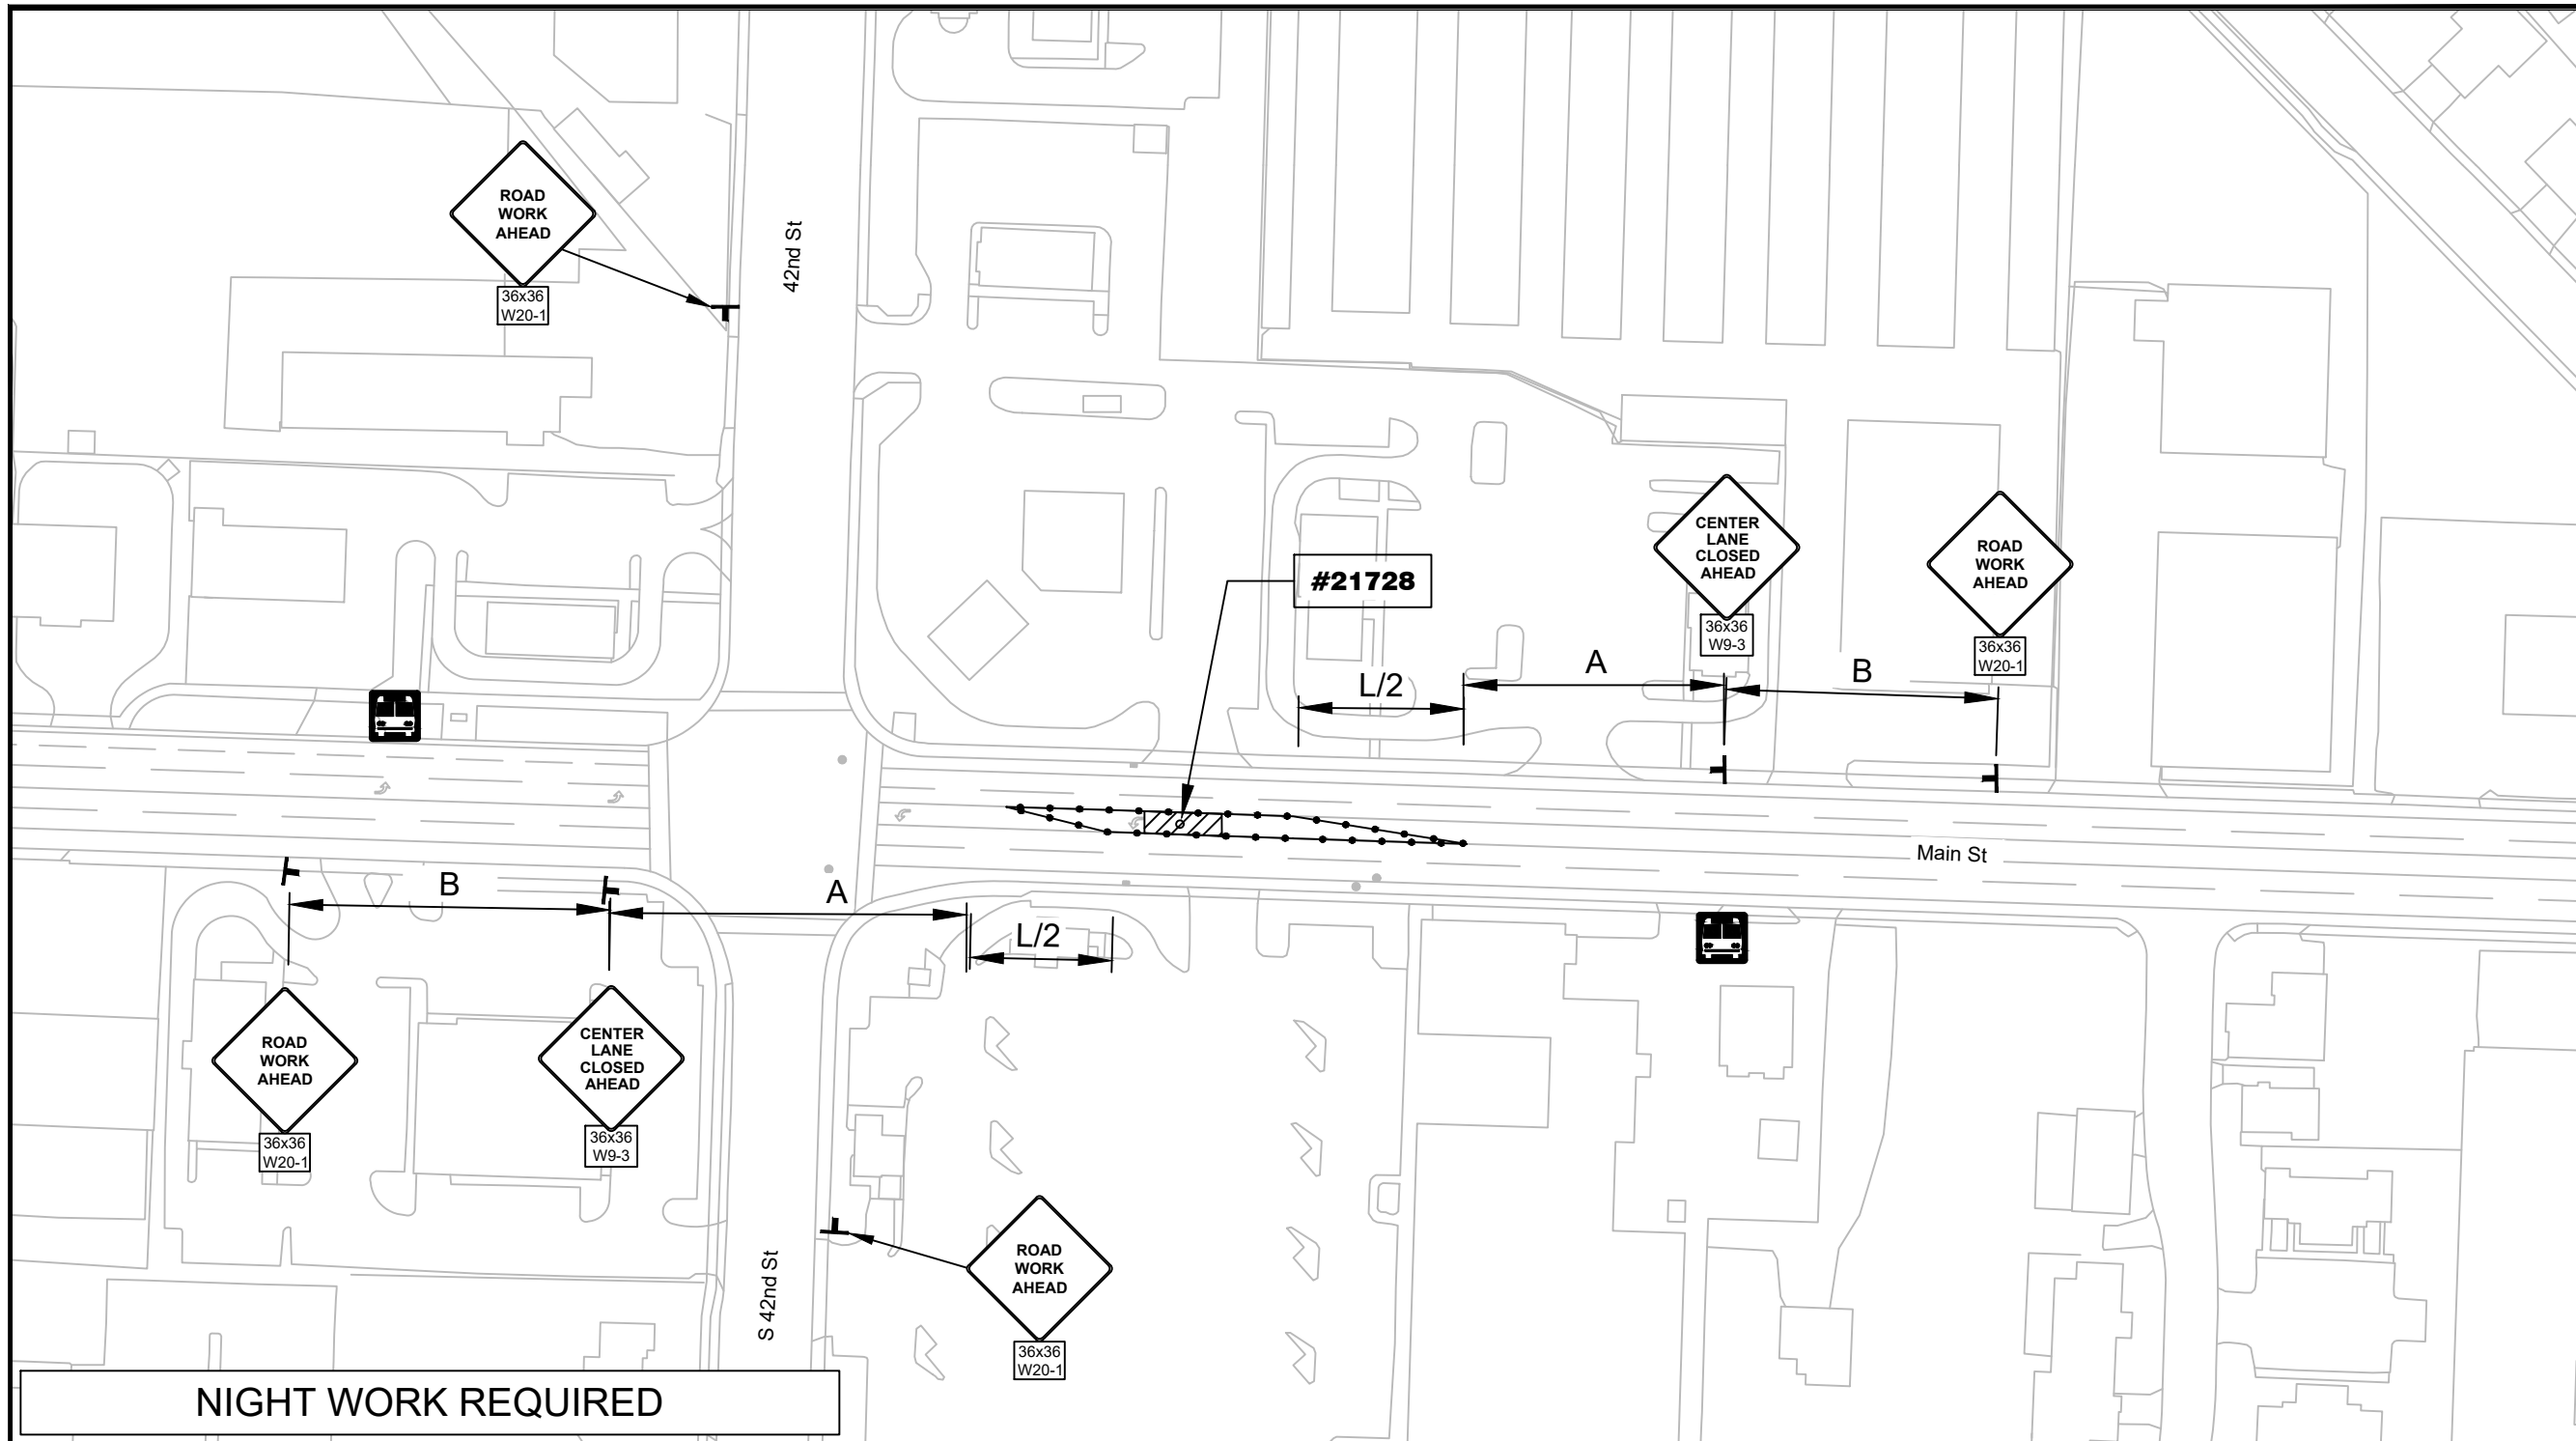 ROAD
WORK
AHEAD
36x36
W20-1
42nd St
#21728
CENTER
LANE
CLOSED
AHEAD
36x36
W9-3
ROAD
WORK
AHEAD
36x36
W20-1
L/2
A
B
Main St
B
A
L/2
ROAD
WORK
AHEAD
36x36
W20-1
CENTER
LANE
CLOSED
AHEAD
36x36
W9-3
S 42nd St
ROAD
WORK
AHEAD
36x36
W20-1
NIGHT WORK REQUIRED